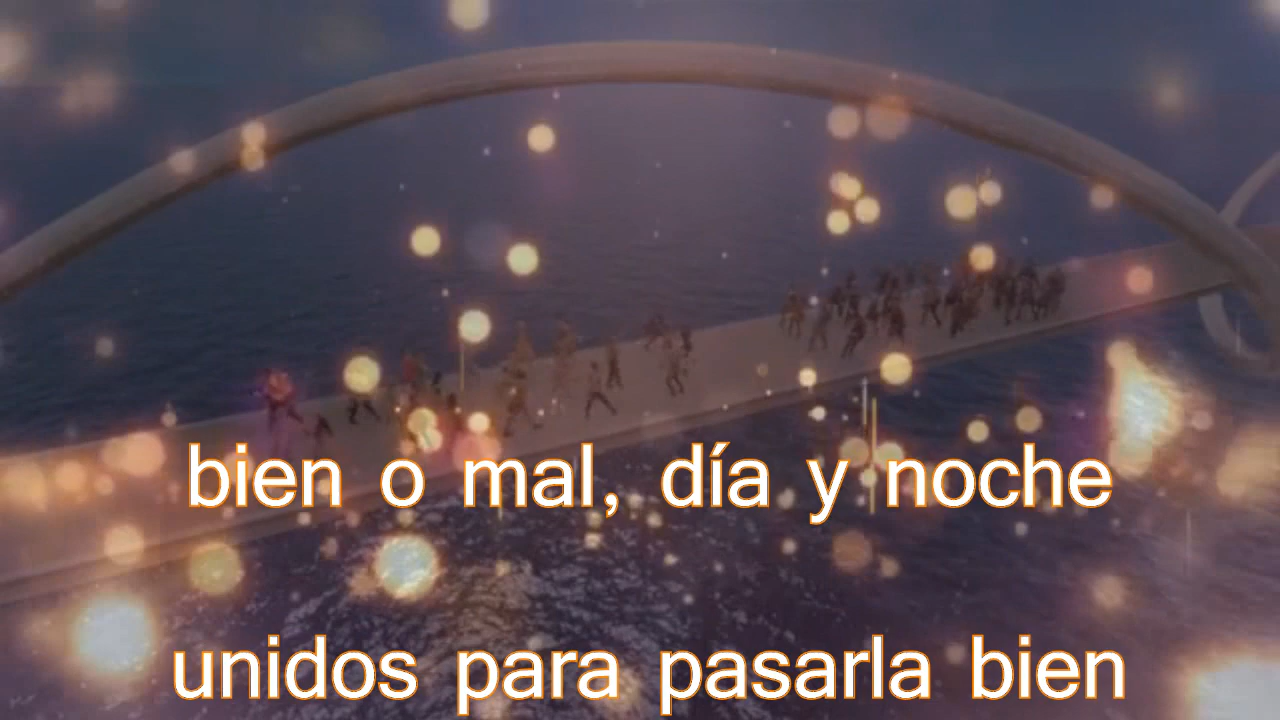 bien o mal, día y noche
unidos para pasarla bien